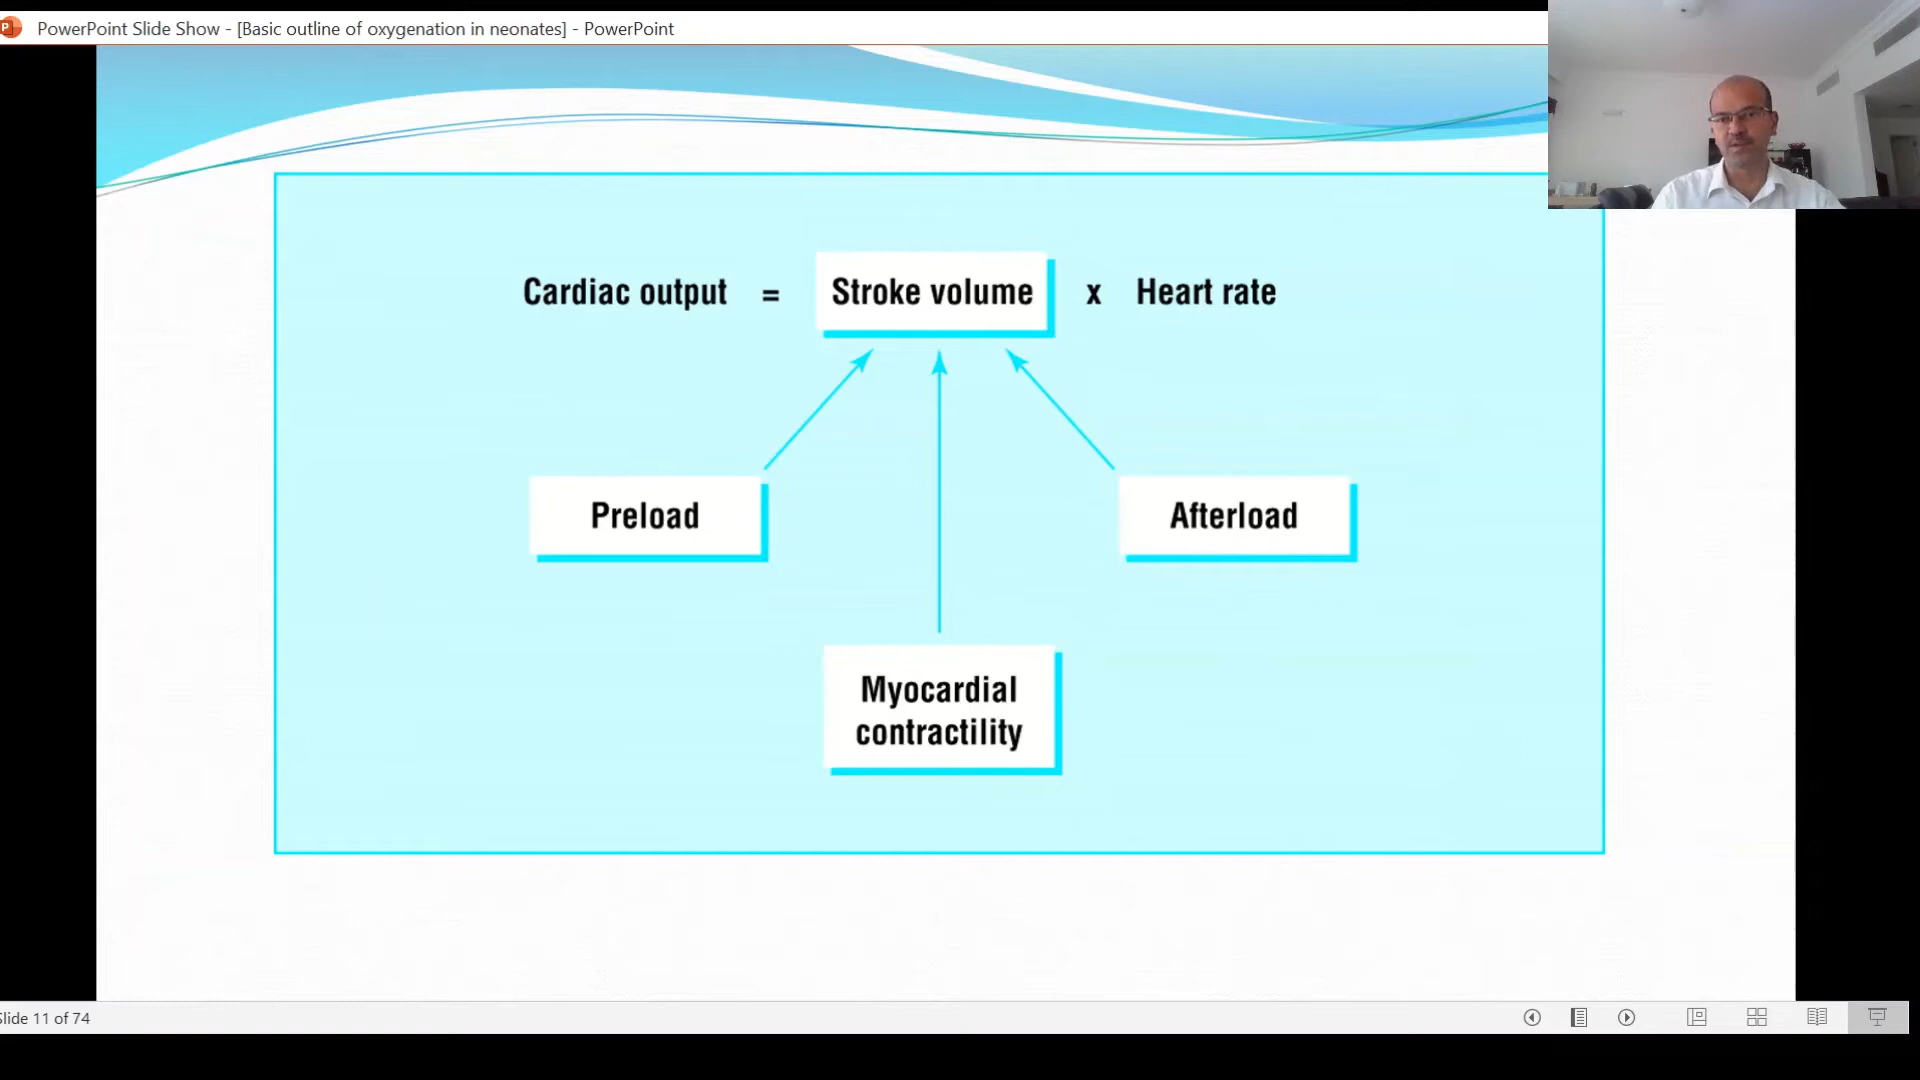 PowerPoint Slide Show - [Basic outline of oxygenation in neonates] - PowerPoint
Cardiac output = Stroke volume x Heart rate
Preload
Afterload
Myocardial
contractility
Slide 11 of 74